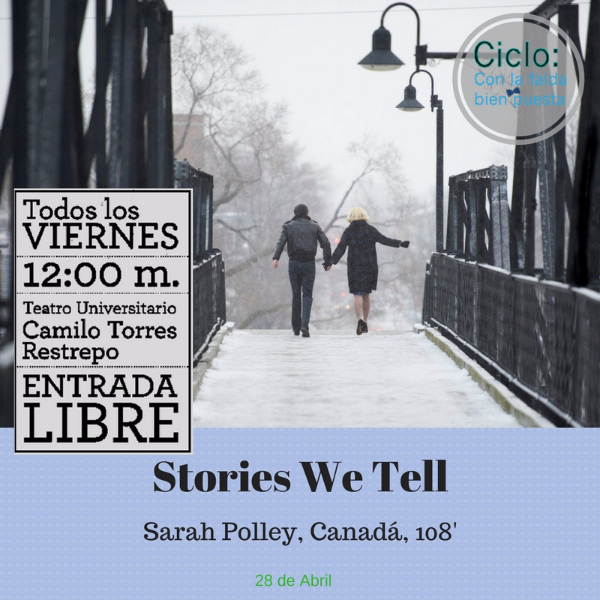 Ciclo:
Con la falda
bien puesta
Todos los
VIERNES
12:00 m.
Teatro Universitario
Camilo Torres
Restrepo
ENTRADA
LIBRE
Stories We Tell
Sarah Polley, Canadá, 108'
28 de Abril